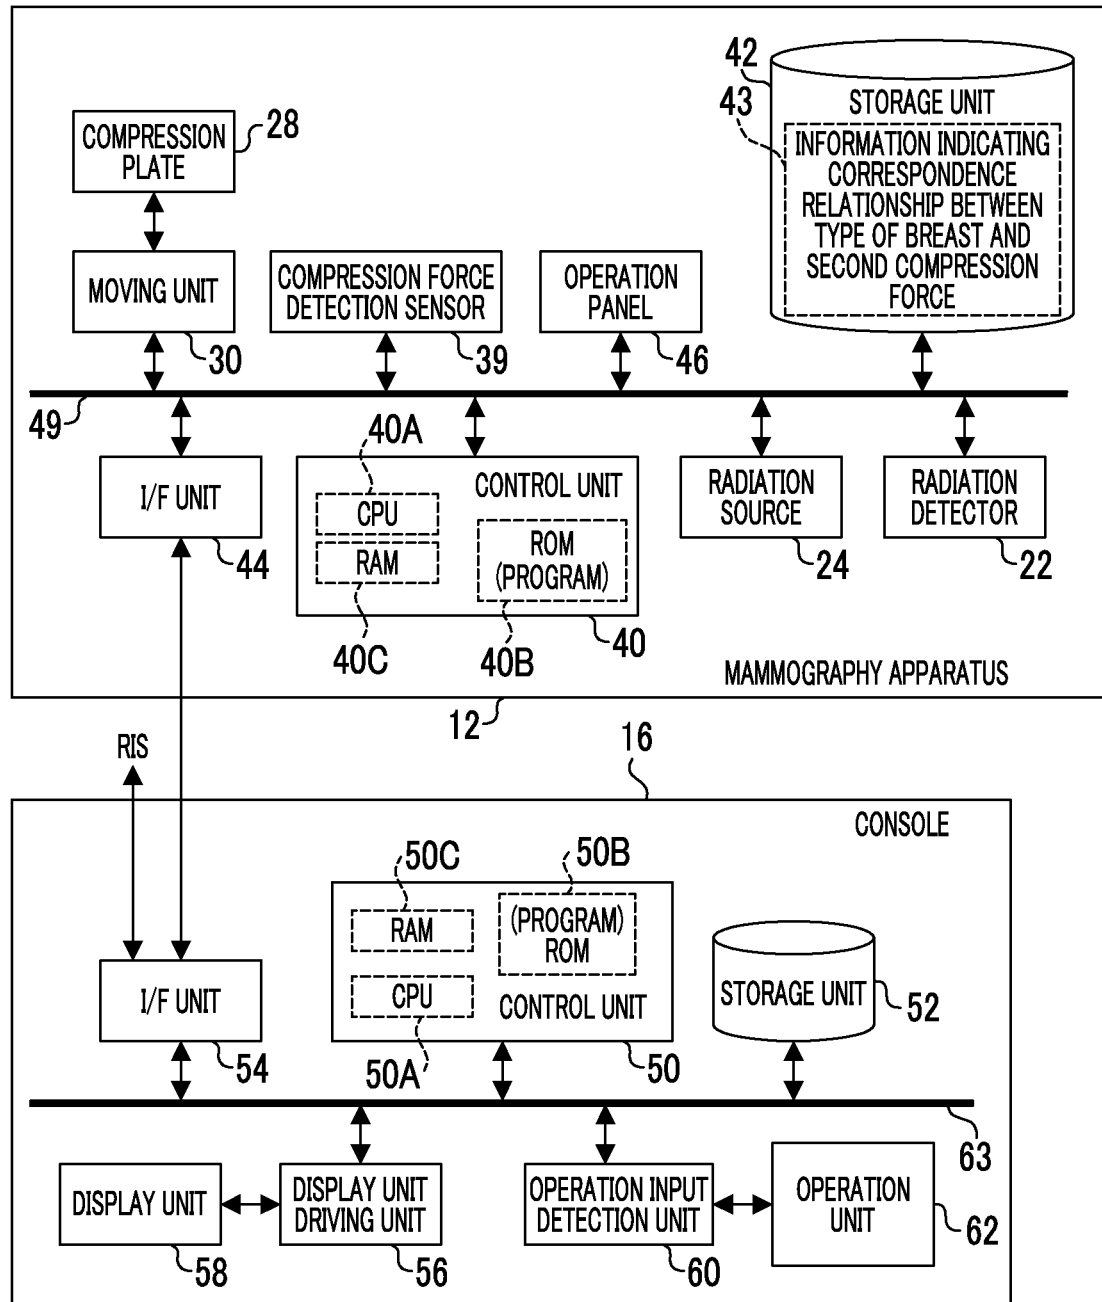 42
43
STORAGE UNIT
INFORMATION INDICATING
CORRESPONDENCE
RELATIONSHIP BETWEEN
TYPE OF BREAST AND
SECOND COMPRESSION
FORCE
COMPRESSION
PLATE
28
MOVING UNIT
30
COMPRESSION FORCE
DETECTION SENSOR
39
OPERATION
PANEL
46
49
I/F UNIT
44
40A
CONTROL UNIT
CPU
RAM
ROM
(PROGRAM)
40C
40B
40
RADIATION
SOURCE
24
RADIATION
DETECTOR
22
MAMMOGRAPHY APPARATUS
12
RIS
16
CONSOLE
50C
50B
RAM
(PROGRAM)
ROM
CPU
CONTROL UNIT
50A
50
I/F UNIT
54
STORAGE UNIT
52
63
DISPLAY UNIT
58
DISPLAY UNIT
DRIVING UNIT
56
OPERATION INPUT
DETECTION UNIT
60
OPERATION
UNIT
62